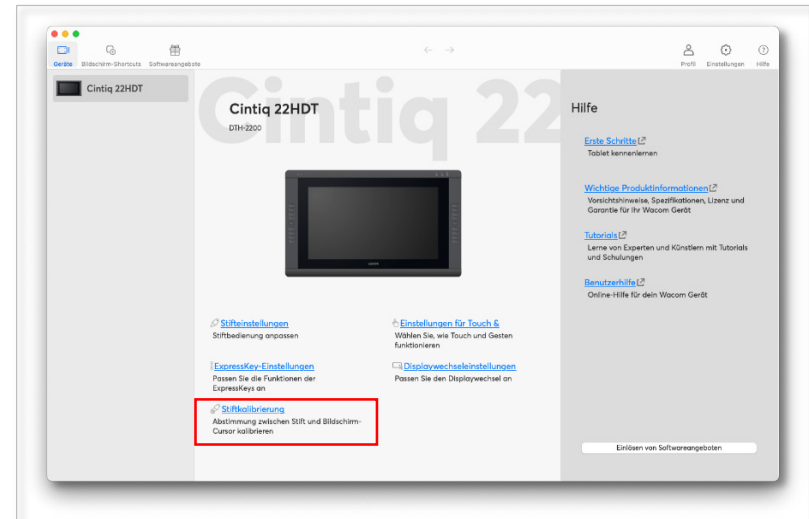 Geräte
Bildschirm-Shortcuts
Softwareangebote
Profil
Einstellungen
Hilfe
Cintiq 22HDT
Cintiq 22
Cintiq 22HDT
DTH-2200
Stifteinstellungen
Stiftbedienung anpassen
Einstellungen für Touch &
Wählen Sie, wie Touch und Gesten
funktionieren
ExpressKey-Einstellungen
Passen Sie die Funktionen der
ExpressKeys an
Displaywechseleinstellungen
Passen Sie den Displaywechsel an
Stiftkalibrierung
Abstimmung zwischen Stift und Bildschirm-
Cursor kalibrieren
Hilfe
Erste Schritte
Tablet kennenlernen
Wichtige Produktinformationen
Vorsichtshinweise, Spezifikationen, Lizenz und
Garantie für Ihr Wacom Gerät
Tutorials
Lerne von Experten und Künstlern mit Tutorials
und Schulungen
Benutzerhilfe
Online-Hilfe für dein Wacom Gerät
Einlösen von Softwareangeboten